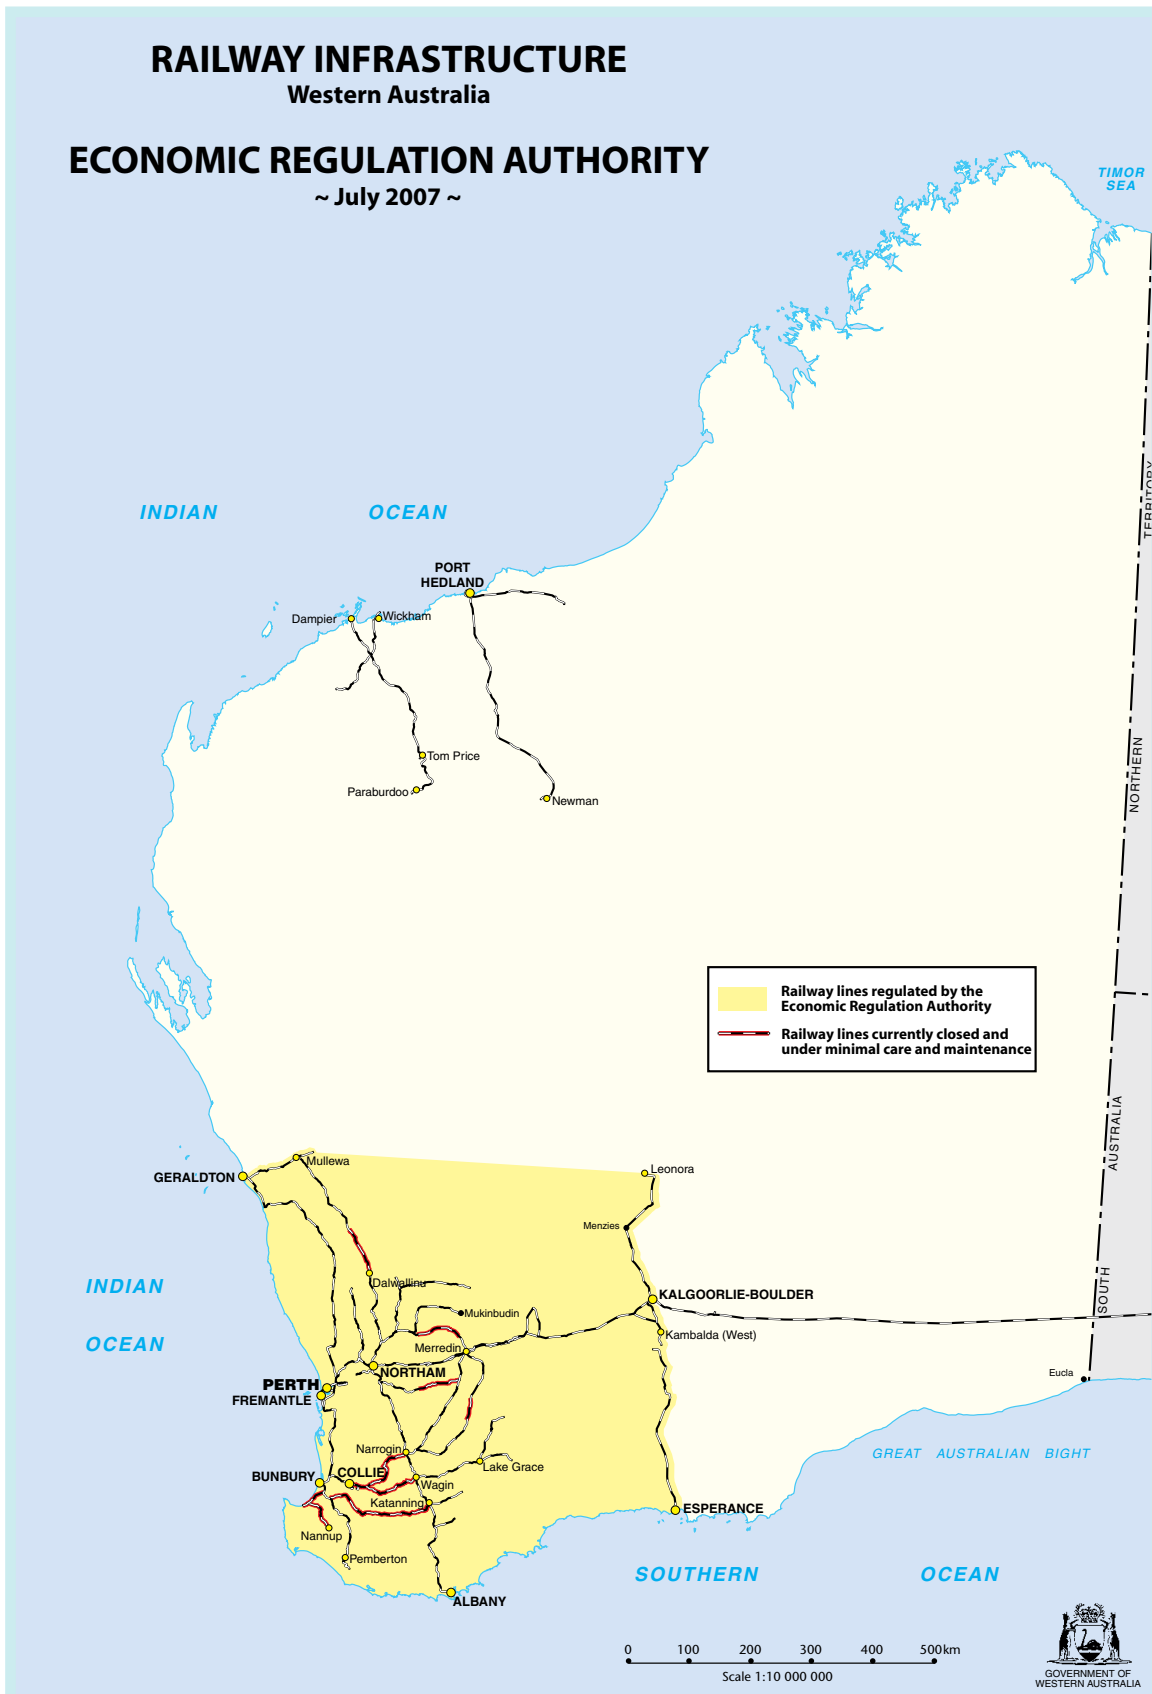 RAILWAY INFRASTRUCTURE
Western Australia
ECONOMIC REGULATION AUTHORITY
~ July 2007 ~
TIMOR
SEA
TERRITORY
INDIAN OCEAN
PORT
HEDLAND
Dampier
Wickham
Tom Price
Paraburdoo
Newman
NORTHERN
Railway lines regulated by the
Economic Regulation Authority
Railway lines currently closed and
under minimal care and maintenance
AUSTRALIA
Mullewa
GERALDTON
Leonora
Menzies
INDIAN
OCEAN
SOUTH
Dalwallinu
KALGOORLIE-BOULDER
Mukinbudin
Kambalda (West)
Merredin
NORTHAM
Eucla
PERTH
FREMANTLE
GREAT AUSTRALIAN BIGHT
Narrogin
Lake Grace
BUNBURY
COLLIE
Wagin
Katanning
ESPERANCE
Nannup
Pemberton
SOUTHERN OCEAN
ALBANY
0 100 200 300 400 500km
Scale 1:10 000 000
GOVERNMENT OF
WESTERN AUSTRALIA